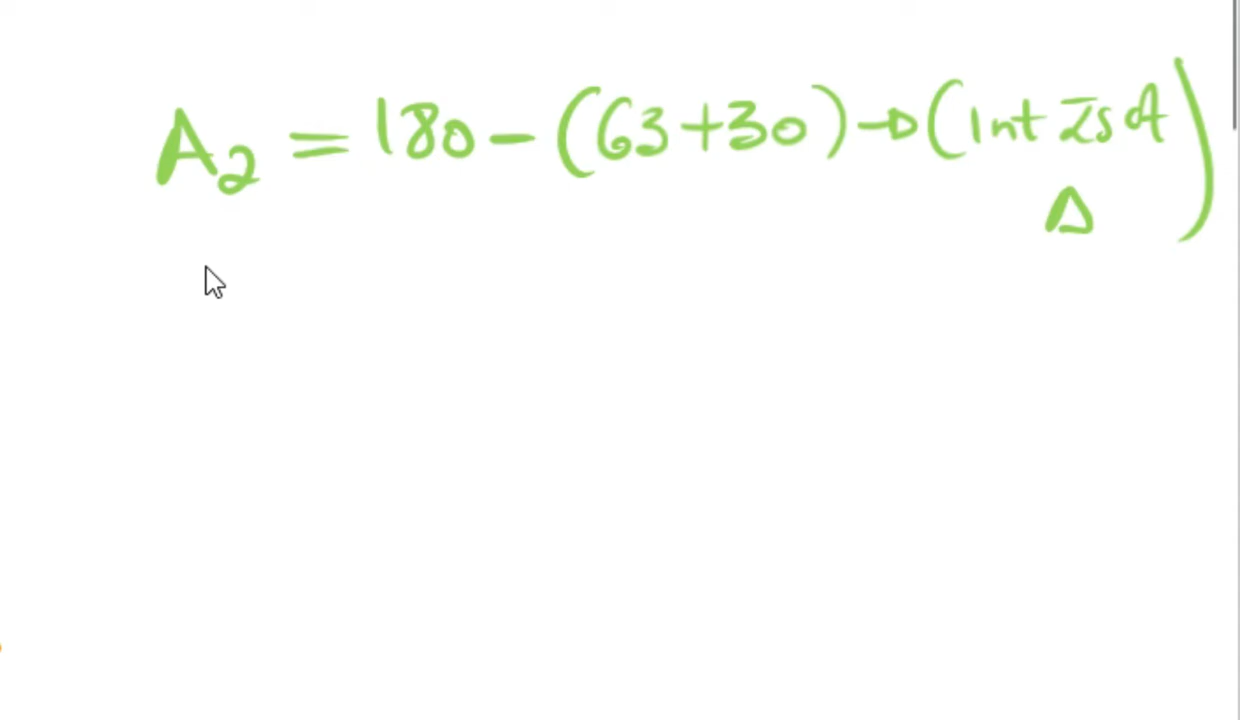 A₂ = 180 - (63+30) → (int ∠s of
Δ)